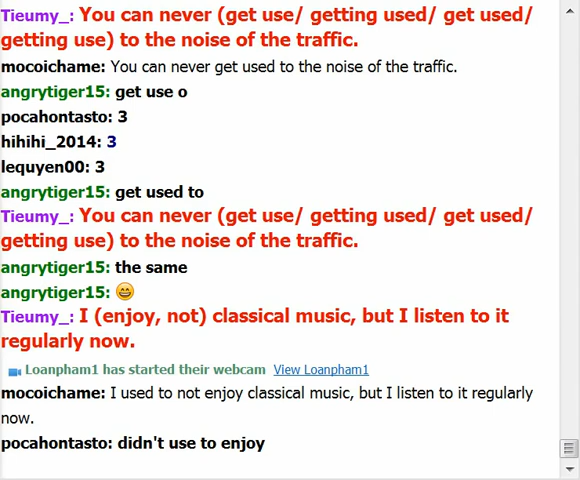 Tieumy_: You can never (get use/ getting used/ get used/
getting use) to the noise of the traffic.
mocoichame: You can never get used to the noise of the traffic.
angrytiger15: get use o
pocahontasto: 3
hihihi_2014: 3
lequyen00: 3
angrytiger15: get used to
Tieumy_: You can never (get use/ getting used/ get used/
getting use) to the noise of the traffic.
angrytiger15: the same
angrytiger15: 😄
Tieumy_: I (enjoy, not) classical music, but I listen to it
regularly now.
Loanpham1 has started their webcam View Loanpham1
mocoichame: I used to not enjoy classical music, but I listen to it regularly
now.
pocahontasto: didn't use to enjoy